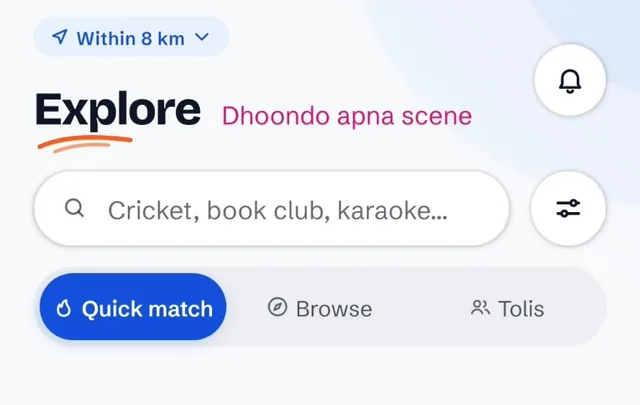 Within 8 km
Explore Dhoondo apna scene
Cricket, book club, karaoke...
Quick match Browse Tolis